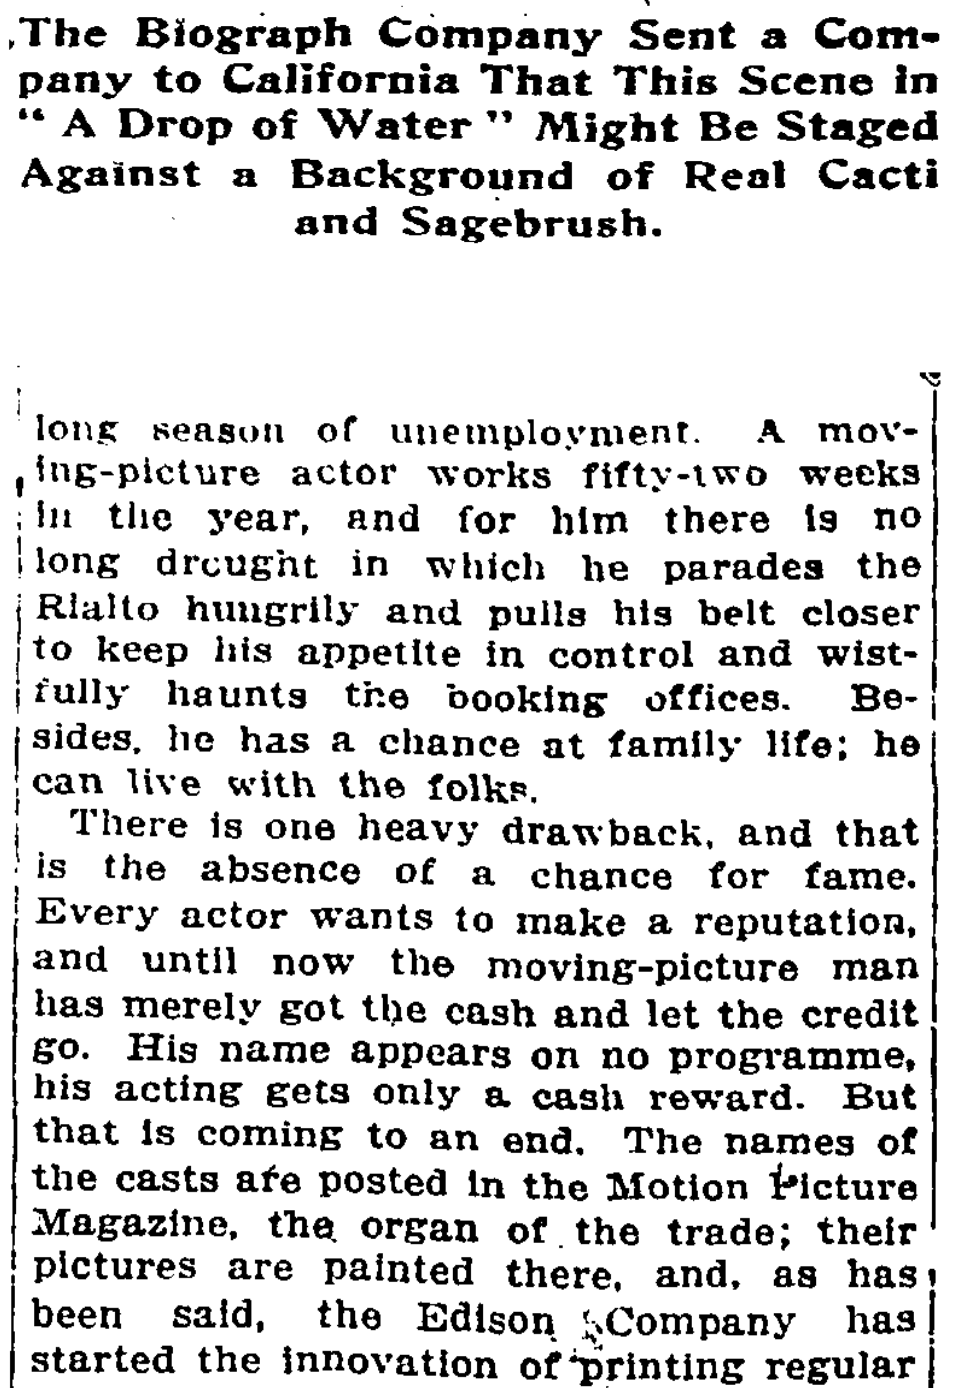 The Biograph Company Sent a Com-
pany to California That This Scene in
" A Drop of Water " Might Be Staged
Against a Background of Real Cacti
and Sagebrush.
long season of unemployment. A mov-
ing-picture actor works fifty-two weeks
in the year, and for him there is no
long drought in which he parades the
Rialto hungrily and pulls his belt closer
to keep his appetite in control and wist-
fully haunts the booking offices. Be-
sides, he has a chance at family life; he
can live with the folks.
There is one heavy drawback, and that
is the absence of a chance for fame.
Every actor wants to make a reputation,
and until now the moving-picture man
has merely got the cash and let the credit
go. His name appears on no programme,
his acting gets only a cash reward. But
that is coming to an end. The names of
the casts are posted in the Motion Picture
Magazine, the organ of the trade; their
pictures are painted there, and, as has
been said, the Edison Company has
started the innovation of printing regular